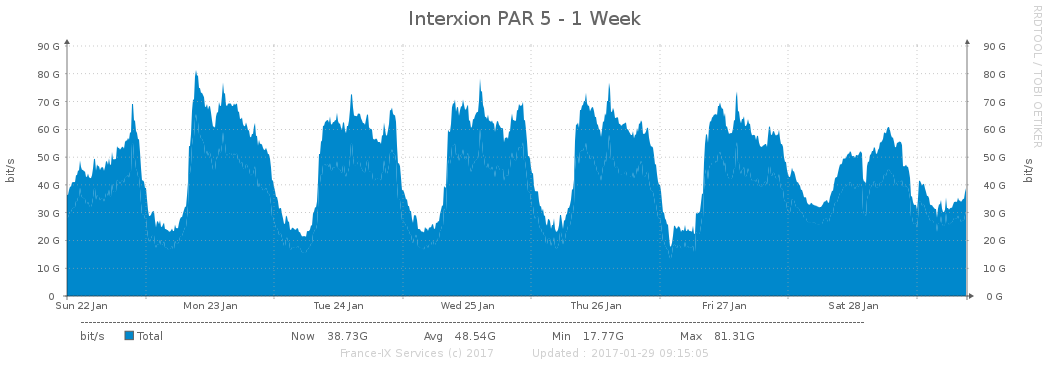 Interxion PAR 5 - 1 Week
RRDTOOL / TOBI OETIKER
90 G 90 G
80 G 80 G
70 G 70 G
60 G 60 G
50 G 50 G
40 G 40 G
30 G 30 G
20 G 20 G
10 G 10 G
0 0 G
bit/s
bit/s
Sun 22 Jan Mon 23 Jan Tue 24 Jan Wed 25 Jan Thu 26 Jan Fri 27 Jan Sat 28 Jan
bit/s Total Now 38.73G Avg 48.54G Min 17.77G Max 81.31G
France-IX Services (c) 2017 Updated : 2017-01-29 09:15:05